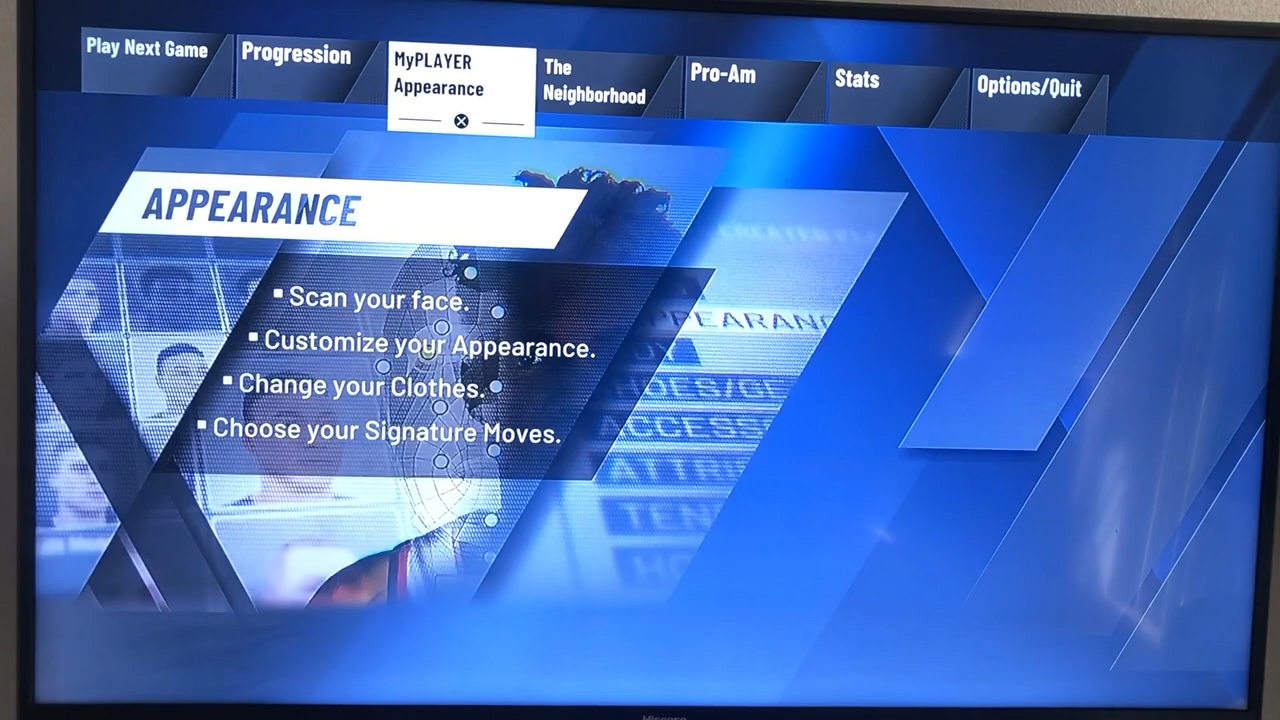 Play Next Game
Progression
MyPLAYER
Appearance
The
Neighborhood
Pro-Am
Stats
Options/Quit
APPEARANCE
▪ Scan your face.
▪ Customize your Appearance.
▪ Change your Clothes.
▪ Choose your Signature Moves.
Hisense